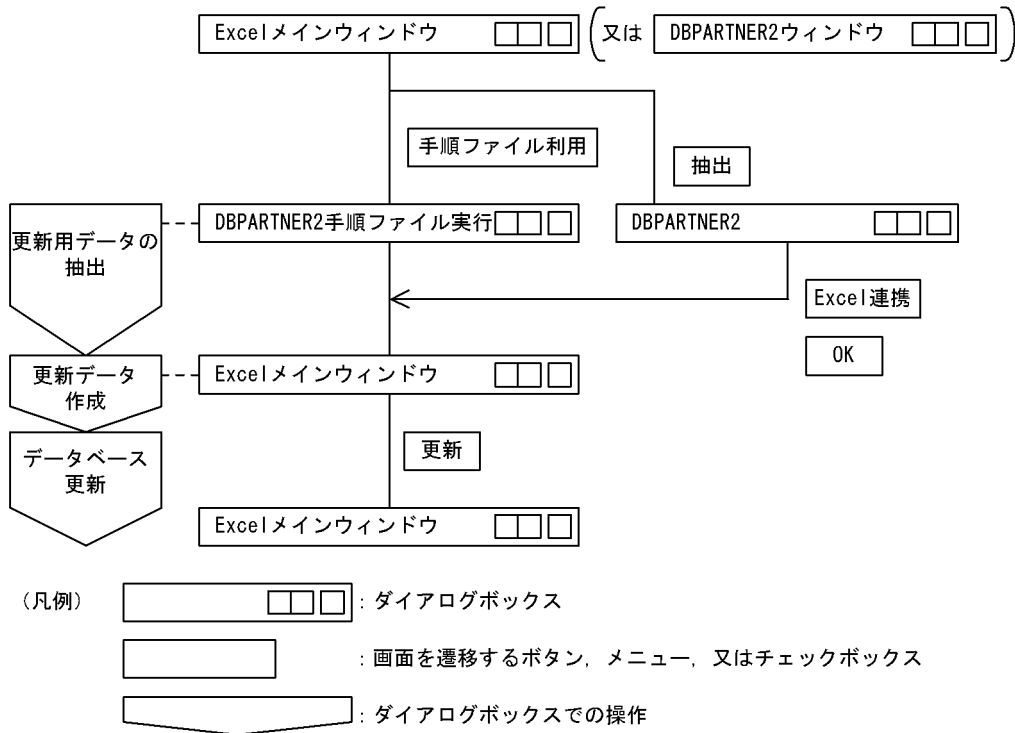 Excelメインウィンドウ
又は
DBPARTNER2ウィンドウ
手順ファイル利用
抽出
更新用データの
抽出
DBPARTNER2手順ファイル実行
DBPARTNER2
Excel連携
OK
更新データ
作成
Excelメインウィンドウ
データベース
更新
更新
Excelメインウィンドウ
(凡例)
:ダイアログボックス
:画面を遷移するボタン,メニュー,又はチェックボックス
:ダイアログボックスでの操作